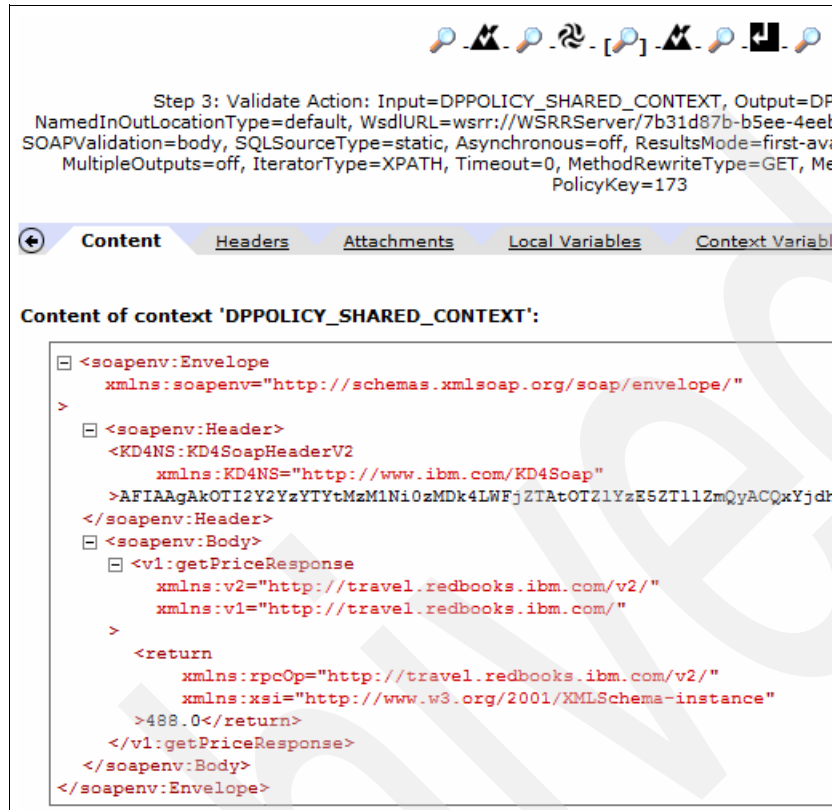 [ ]
Step 3: Validate Action: Input=DPPOLICY_SHARED_CONTEXT, Output=DP
NamedInOutLocationType=default, WsdlURL=wsrr://WSRRServer/7b31d87b-b5ee-4eeb
SOAPValidation=body, SQLSourceType=static, Asynchronous=off, ResultsMode=first-ava
MultipleOutputs=off, IteratorType=XPATH, Timeout=0, MethodRewriteType=GET, Me
PolicyKey=173
Content Headers Attachments Local Variables Context Variabl
Content of context 'DPPOLICY_SHARED_CONTEXT':
<soapenv:Envelope
xmlns:soapenv="http://schemas.xmlsoap.org/soap/envelope/"
>
<soapenv:Header>
<KD4NS:KD4SoapHeaderV2
xmlns:KD4NS="http://www.ibm.com/KD4Soap"
>AFIAAgAkOTI2Y2YzYTYtMzM1Ni0zMDk4LWFjZTAtOTZlYzE5ZTllZmQyACQxYjdh
</soapenv:Header>
<soapenv:Body>
<v1:getPriceResponse
xmlns:v2="http://travel.redbooks.ibm.com/v2/"
xmlns:v1="http://travel.redbooks.ibm.com/"
>
<return
xmlns:rpcOp="http://travel.redbooks.ibm.com/v2/"
xmlns:xsi="http://www.w3.org/2001/XMLSchema-instance"
>488.0</return>
</v1:getPriceResponse>
</soapenv:Body>
</soapenv:Envelope>